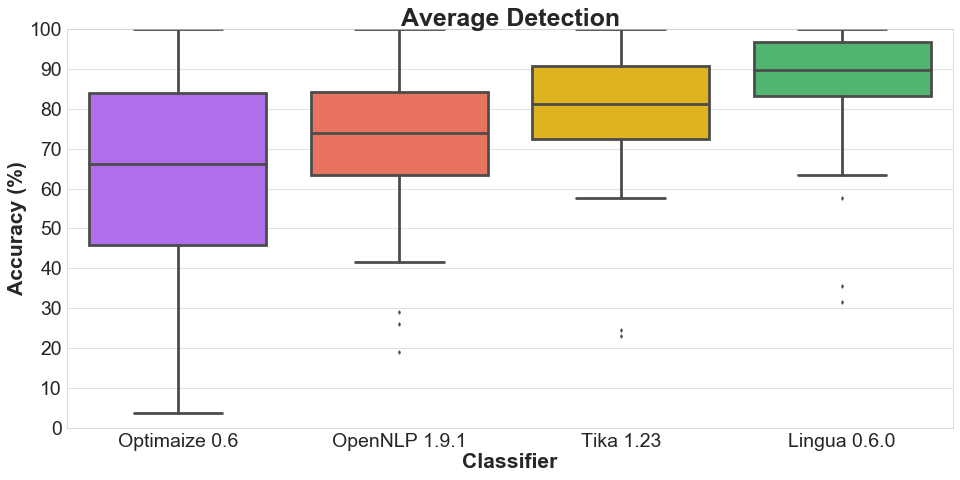 Average Detection
Accuracy (%)
100
90
80
70
60
50
40
30
20
10
0
Optimaize 0.6
OpenNLP 1.9.1
Tika 1.23
Lingua 0.6.0
Classifier